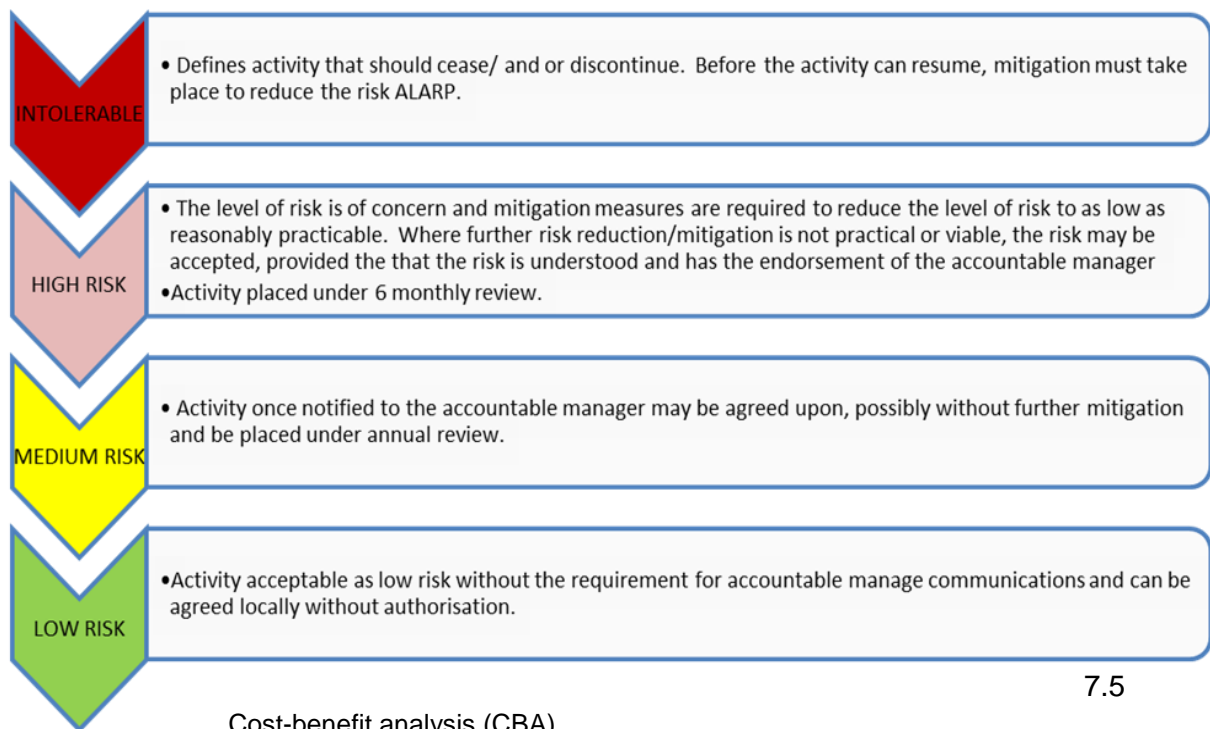 INTOLERABLE
• Defines activity that should cease/ and or discontinue. Before the activity can resume, mitigation must take
place to reduce the risk ALARP.
HIGH RISK
• The level of risk is of concern and mitigation measures are required to reduce the level of risk to as low as
reasonably practicable. Where further risk reduction/mitigation is not practical or viable, the risk may be
accepted, provided the that the risk is understood and has the endorsement of the accountable manager
•Activity placed under 6 monthly review.
MEDIUM RISK
• Activity once notified to the accountable manager may be agreed upon, possibly without further mitigation
and be placed under annual review.
LOW RISK
•Activity acceptable as low risk without the requirement for accountable manage communications and can be
agreed locally without authorisation.
7.5
Cost-benefit analysis (CBA)